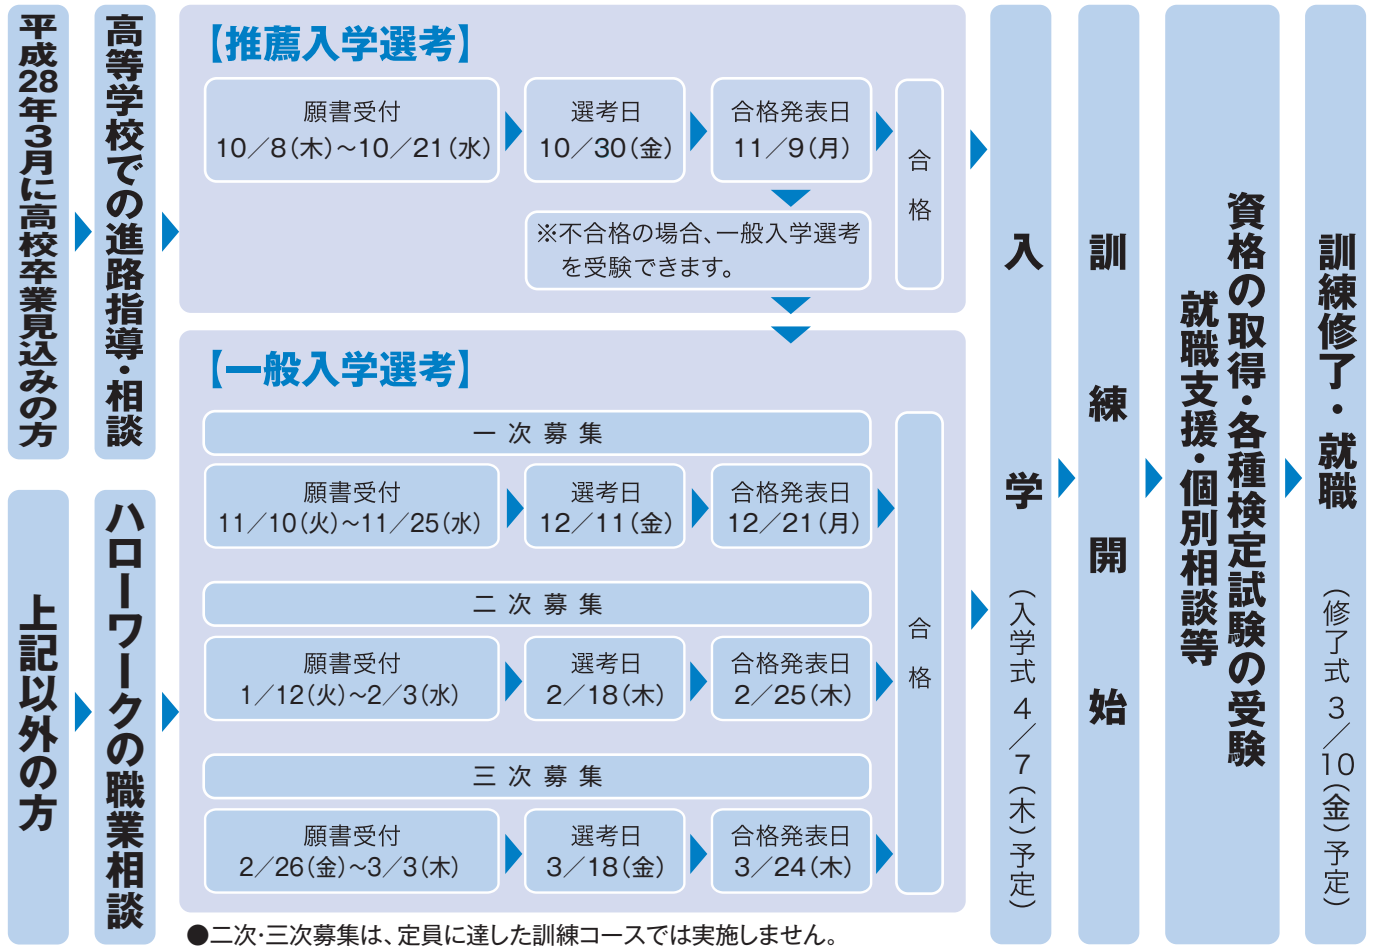 平成28年3月に高校卒業見込みの方
高等学校での進路指導・相談
【推薦入学選考】
願書受付
10／8（木）～10／21（水）
選考日
10／30（金）
合格発表日
11／9（月）
合格
※不合格の場合、一般入学選考
を受験できます。
上記以外の方
ハローワークの職業相談
【一般入学選考】
一次募集
願書受付
11／10（火）～11／25（水）
選考日
12／11（金）
合格発表日
12／21（月）
二次募集
願書受付
1／12（火）～2／3（水）
選考日
2／18（木）
合格発表日
2／25（木）
三次募集
願書受付
2／26（金）～3／3（木）
選考日
3／18（金）
合格発表日
3／24（木）
合格
●二次・三次募集は、定員に達した訓練コースでは実施しません。
入学（入学式 4／7（木）予定）
訓練開始
資格の取得・各種検定試験の受験
就職支援・個別相談等
訓練修了・就職（修了式 3／10（金）予定）